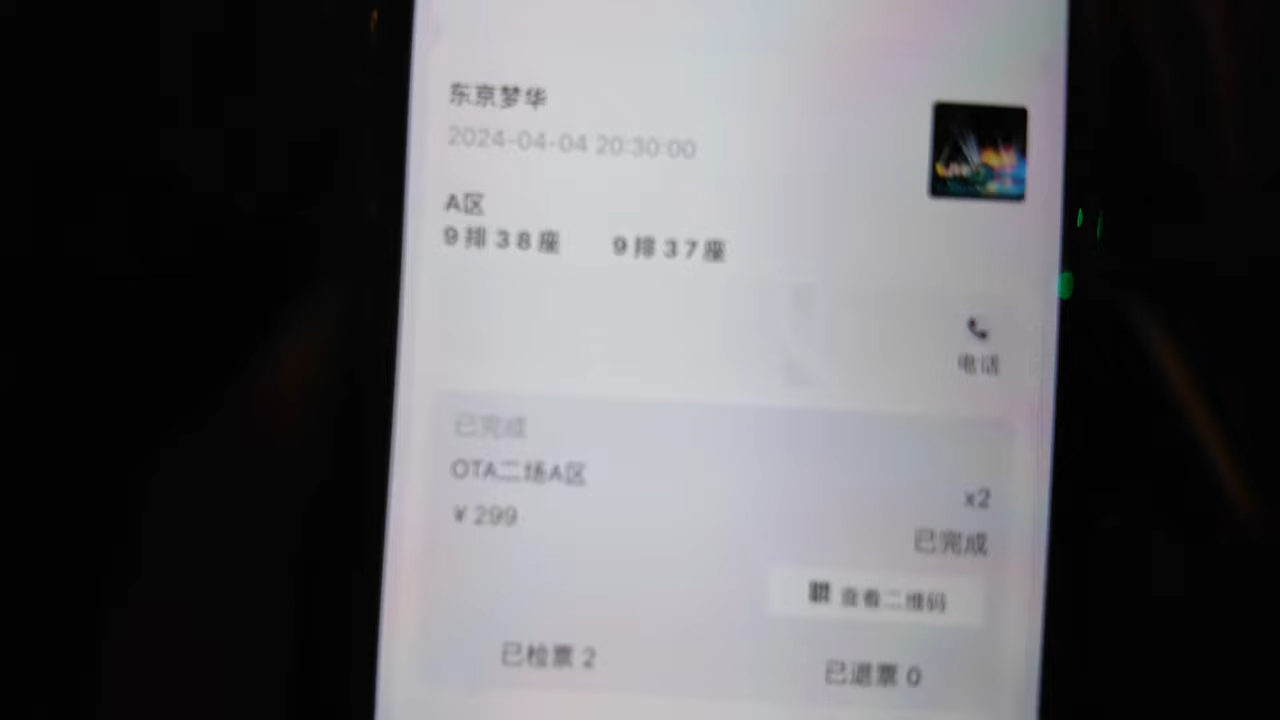 东京梦华
2024-04-04 20:30:00
A区
9排38座 9排37座
电话
已完成
OTA二场A区
x2
¥299
已完成
查看二维码
已检票 2
已退票 0